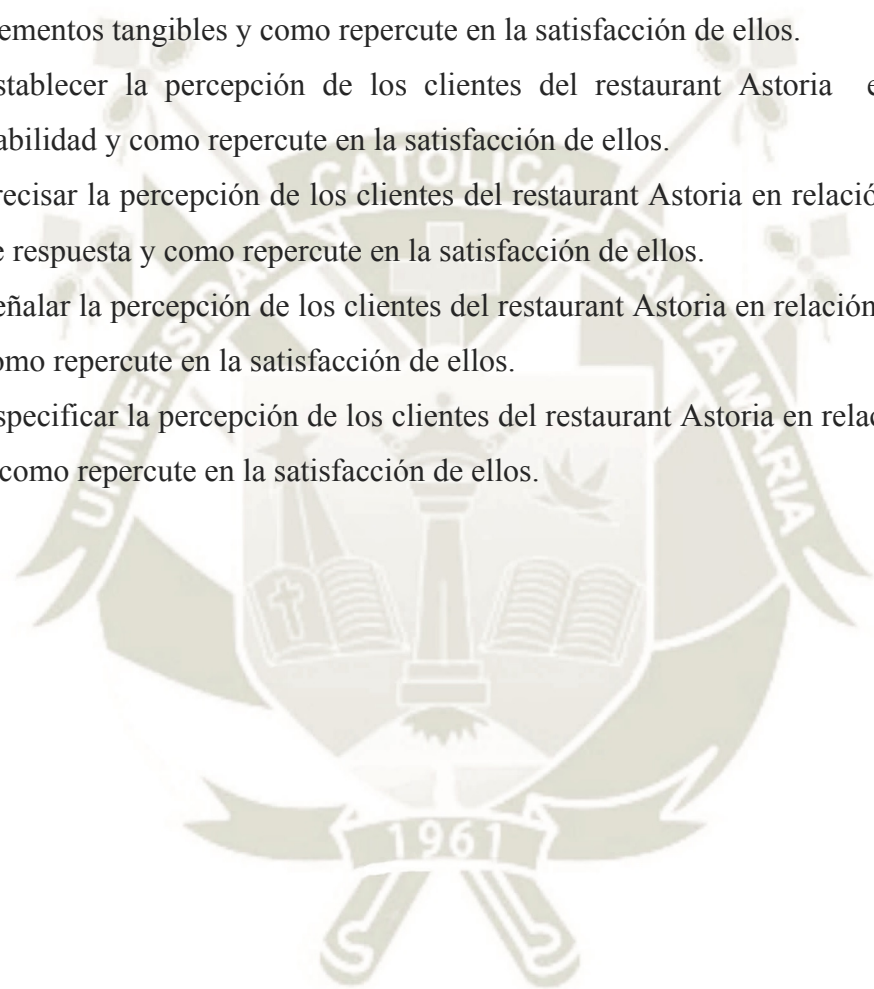 ementos tangibles y como repercute en la satisfacción de ellos.
stablecer la percepción de los clientes del restaurant Astoria e
abilidad y como repercute en la satisfacción de ellos.
recisar la percepción de los clientes del restaurant Astoria en relació
e respuesta y como repercute en la satisfacción de ellos.
eñalar la percepción de los clientes del restaurant Astoria en relación
omo repercute en la satisfacción de ellos.
specificar la percepción de los clientes del restaurant Astoria en relac
como repercute en la satisfacción de ellos.
UNIVERSIDAD CATOLICA SANTA MARIA
1961